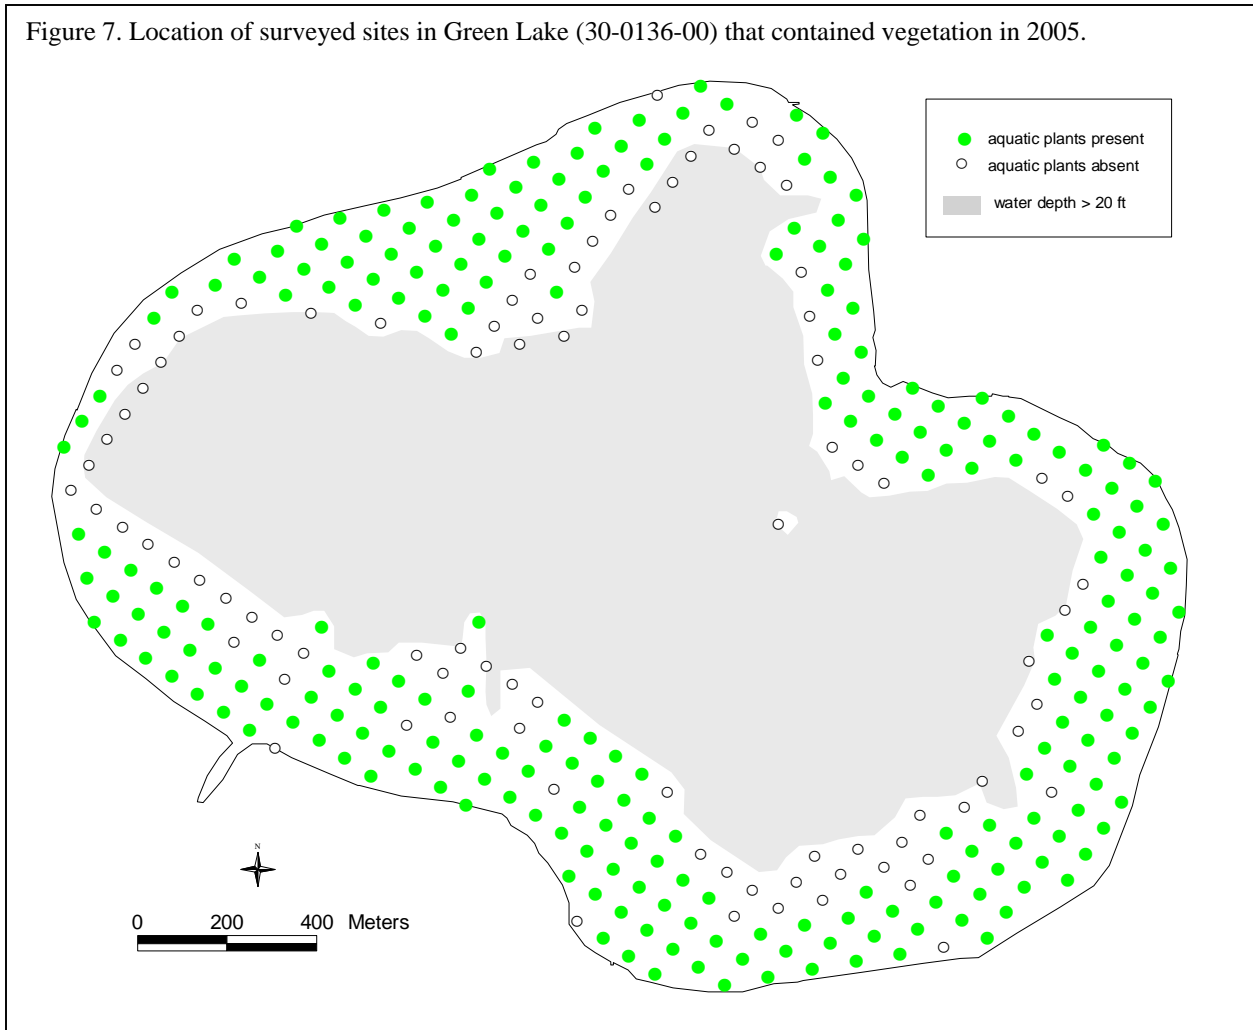 Figure 7. Location of surveyed sites in Green Lake (30-0136-00) that contained vegetation in 2005.
aquatic plants present
aquatic plants absent
water depth > 20 ft
N
0 200 400 Meters